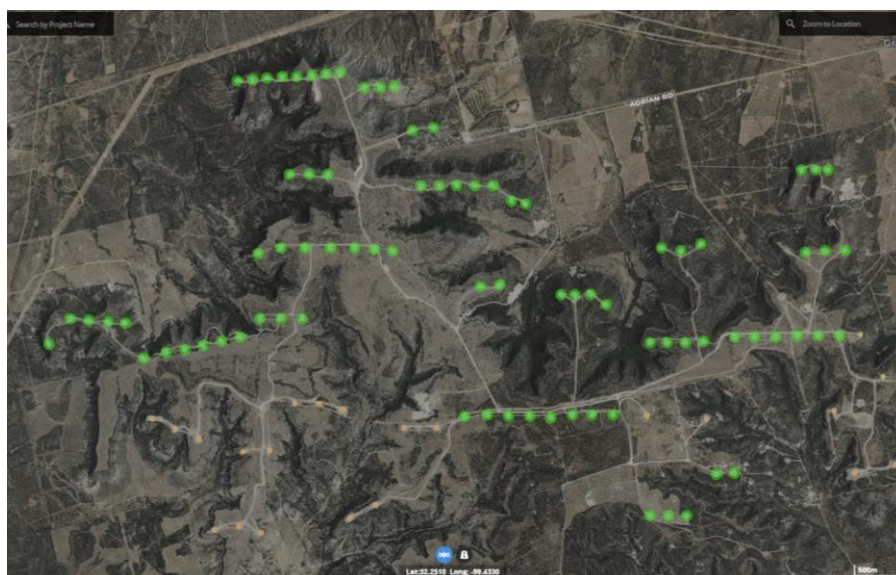 Search by Project Name
Zoom to Location
ADRIAN RD
Lat:32.2510 Long: -99.4330
500m